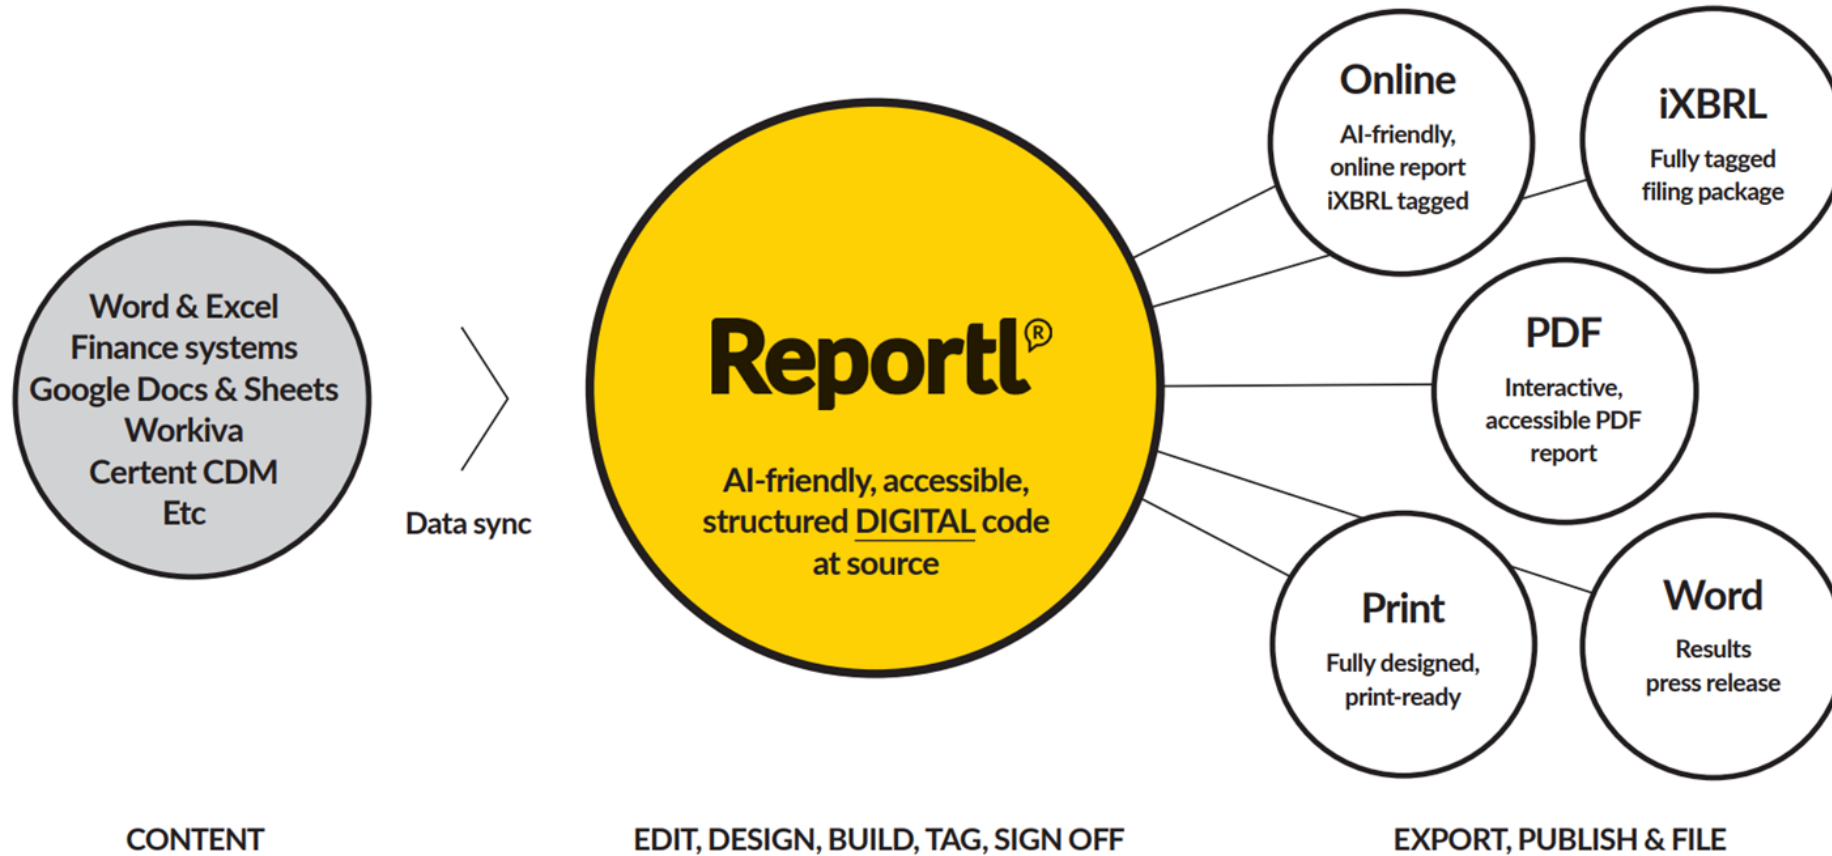 Word & Excel
Finance systems
Google Docs & Sheets
Workiva
Certent CDM
Etc
Data sync
Reportl®
AI-friendly, accessible,
structured DIGITAL code
at source
Online
AI-friendly,
online report
iXBRL tagged
iXBRL
Fully tagged
filing package
PDF
Interactive,
accessible PDF
report
Print
Fully designed,
print-ready
Word
Results
press release
CONTENT
EDIT, DESIGN, BUILD, TAG, SIGN OFF
EXPORT, PUBLISH & FILE